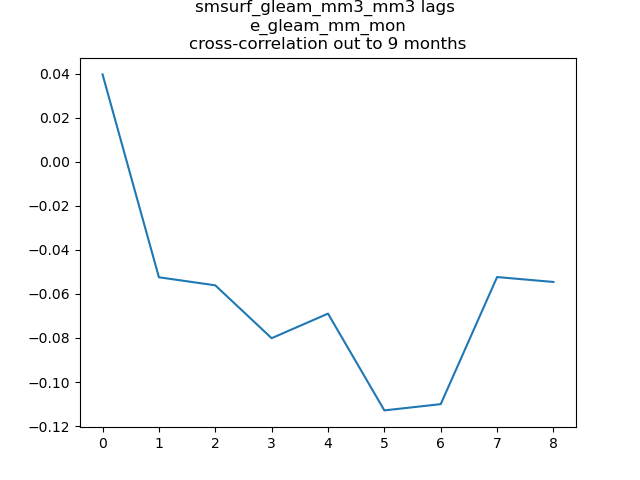 smsurf_gleam_mm3_mm3 lags
e_gleam_mm_mon
cross-correlation out to 9 months
0.04
0.02
0.00
−0.02
−0.04
−0.06
−0.08
−0.10
−0.12
0 1 2 3 4 5 6 7 8